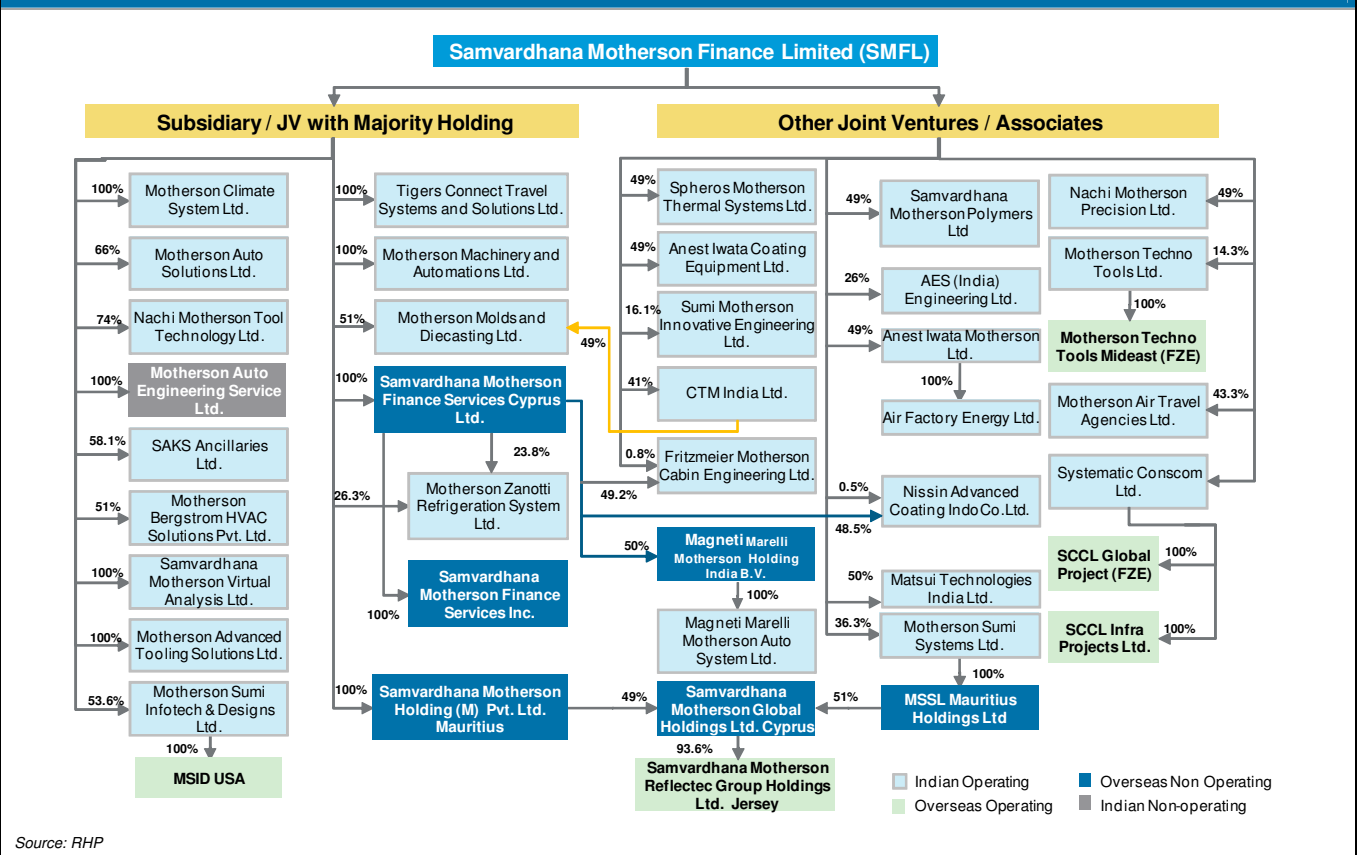 Samvardhana Motherson Finance Limited (SMFL)
Subsidiary / JV with Majority Holding
Other Joint Ventures / Associates
100%
Motherson Climate
System Ltd.
66%
Motherson Auto
Solutions Ltd.
74%
Nachi Motherson Tool
Technology Ltd.
100%
Motherson Auto
Engineering Service
Ltd.
58.1%
SAKS Ancillaries
Ltd.
51%
Motherson
Bergstrom HVAC
Solutions Pvt. Ltd.
100%
Samvardhana
Motherson Virtual
Analysis Ltd.
100%
Motherson Advanced
Tooling Solutions Ltd.
53.6%
Motherson Sumi
Infotech & Designs
Ltd.
100%
MSID USA
100%
Tigers Connect Travel
Systems and Solutions Ltd.
100%
Motherson Machinery and
Automations Ltd.
51%
Motherson Molds and
Diecasting Ltd.
49%
100%
Samvardhana Motherson
Finance Services Cyprus
Ltd.
23.8%
26.3%
Motherson Zanotti
Refrigeration System
Ltd.
Samvardhana
Motherson Finance
Services Inc.
100%
100%
Samvardhana Motherson
Holding (M) Pvt. Ltd.
Mauritius
49%
49%
Spheros Motherson
Thermal Systems Ltd.
49%
Anest Iwata Coating
Equipment Ltd.
16.1%
Sumi Motherson
Innovative Engineering
Ltd.
41%
CTM India Ltd.
0.8%
Fritzmeier Motherson
Cabin Engineering Ltd.
49.2%
50%
Magneti Marelli
Motherson Holding
India B.V.
100%
Magneti Marelli
Motherson Auto
System Ltd.
Samvardhana
Motherson Global
Holdings Ltd. Cyprus
93.6%
Samvardhana Motherson
Reflectec Group Holdings
Ltd. Jersey
49%
Samvardhana
Motherson Polymers
Ltd
26%
AES (India)
Engineering Ltd.
49%
Anest Iwata Motherson
Ltd.
100%
Air Factory Energy Ltd.
0.5%
Nissin Advanced
Coating Indo Co. Ltd.
48.5%
50%
Matsui Technologies
India Ltd.
36.3%
Motherson Sumi
Systems Ltd.
100%
51%
MSSL Mauritius
Holdings Ltd
Nachi Motherson
Precision Ltd.
49%
Motherson Techno
Tools Ltd.
14.3%
100%
Motherson Techno
Tools Mideast (FZE)
Motherson Air Travel
Agencies Ltd.
43.3%
Systematic Conscom
Ltd.
SCCL Global
Project (FZE)
100%
SCCL Infra
Projects Ltd.
100%
Indian Operating
Overseas Non Operating
Overseas Operating
Indian Non-operating
Source: RHP